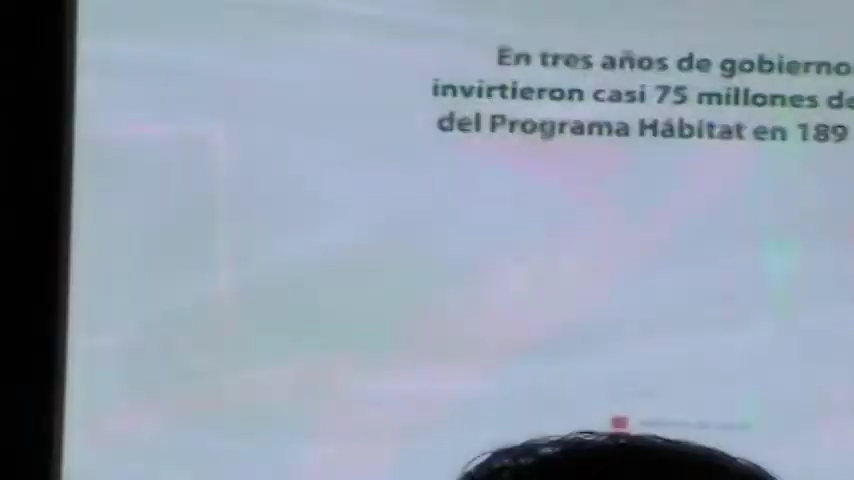 En tres años de gobierno
invirtieron casi 75 millones de
del Programa Hábitat en 189